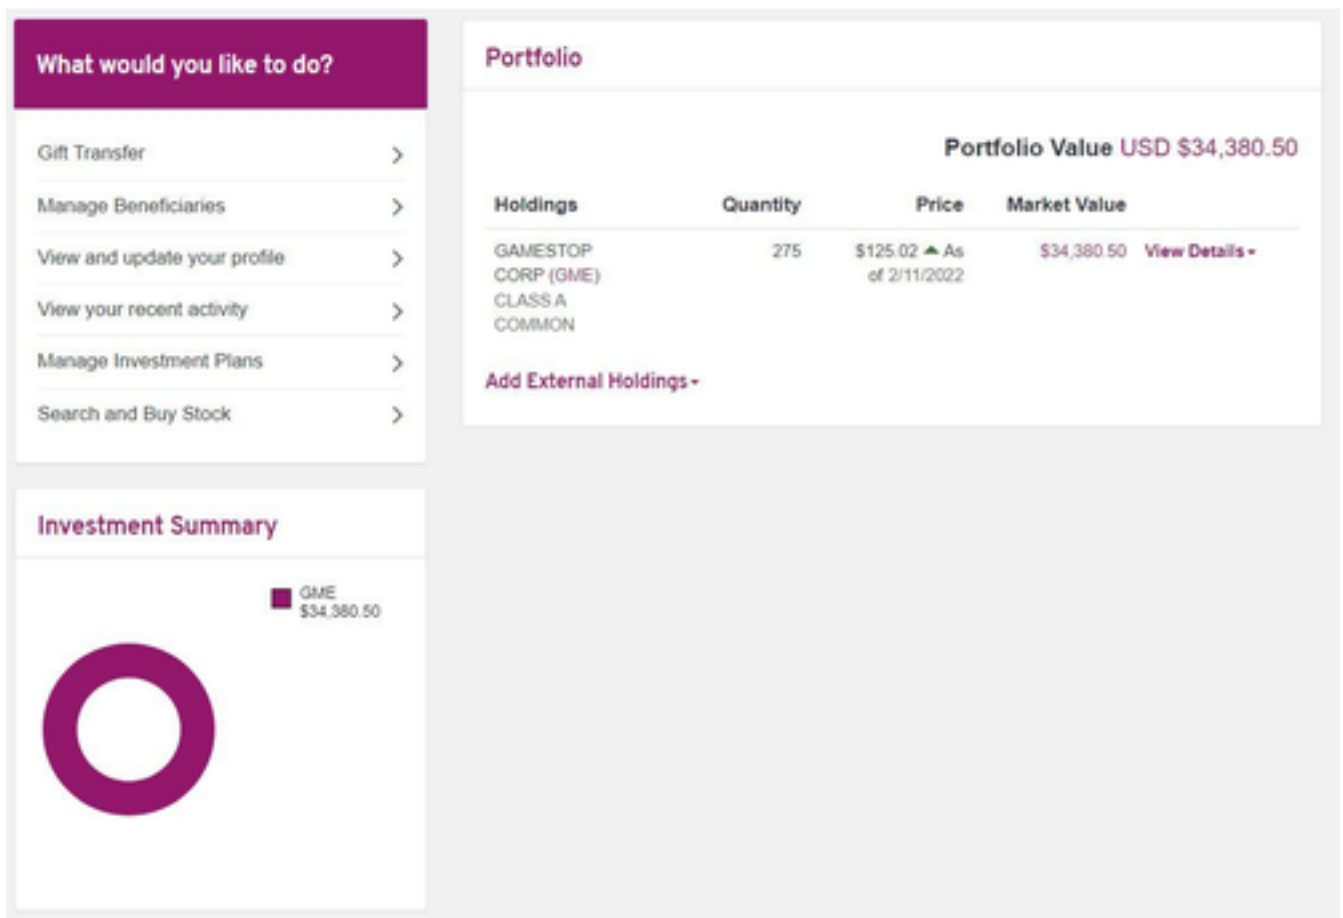 What would you like to do?
Gift Transfer
Manage Beneficiaries
View and update your profile
View your recent activity
Manage Investment Plans
Search and Buy Stock
Portfolio
Portfolio Value USD $34,380.50
Holdings Quantity Price Market Value
GAMESTOP 275 $125.02 As $34,380.50 View Details
CORP (GME) of 2/11/2022
CLASS A
COMMON
Add External Holdings
Investment Summary
GME
$34,380.50